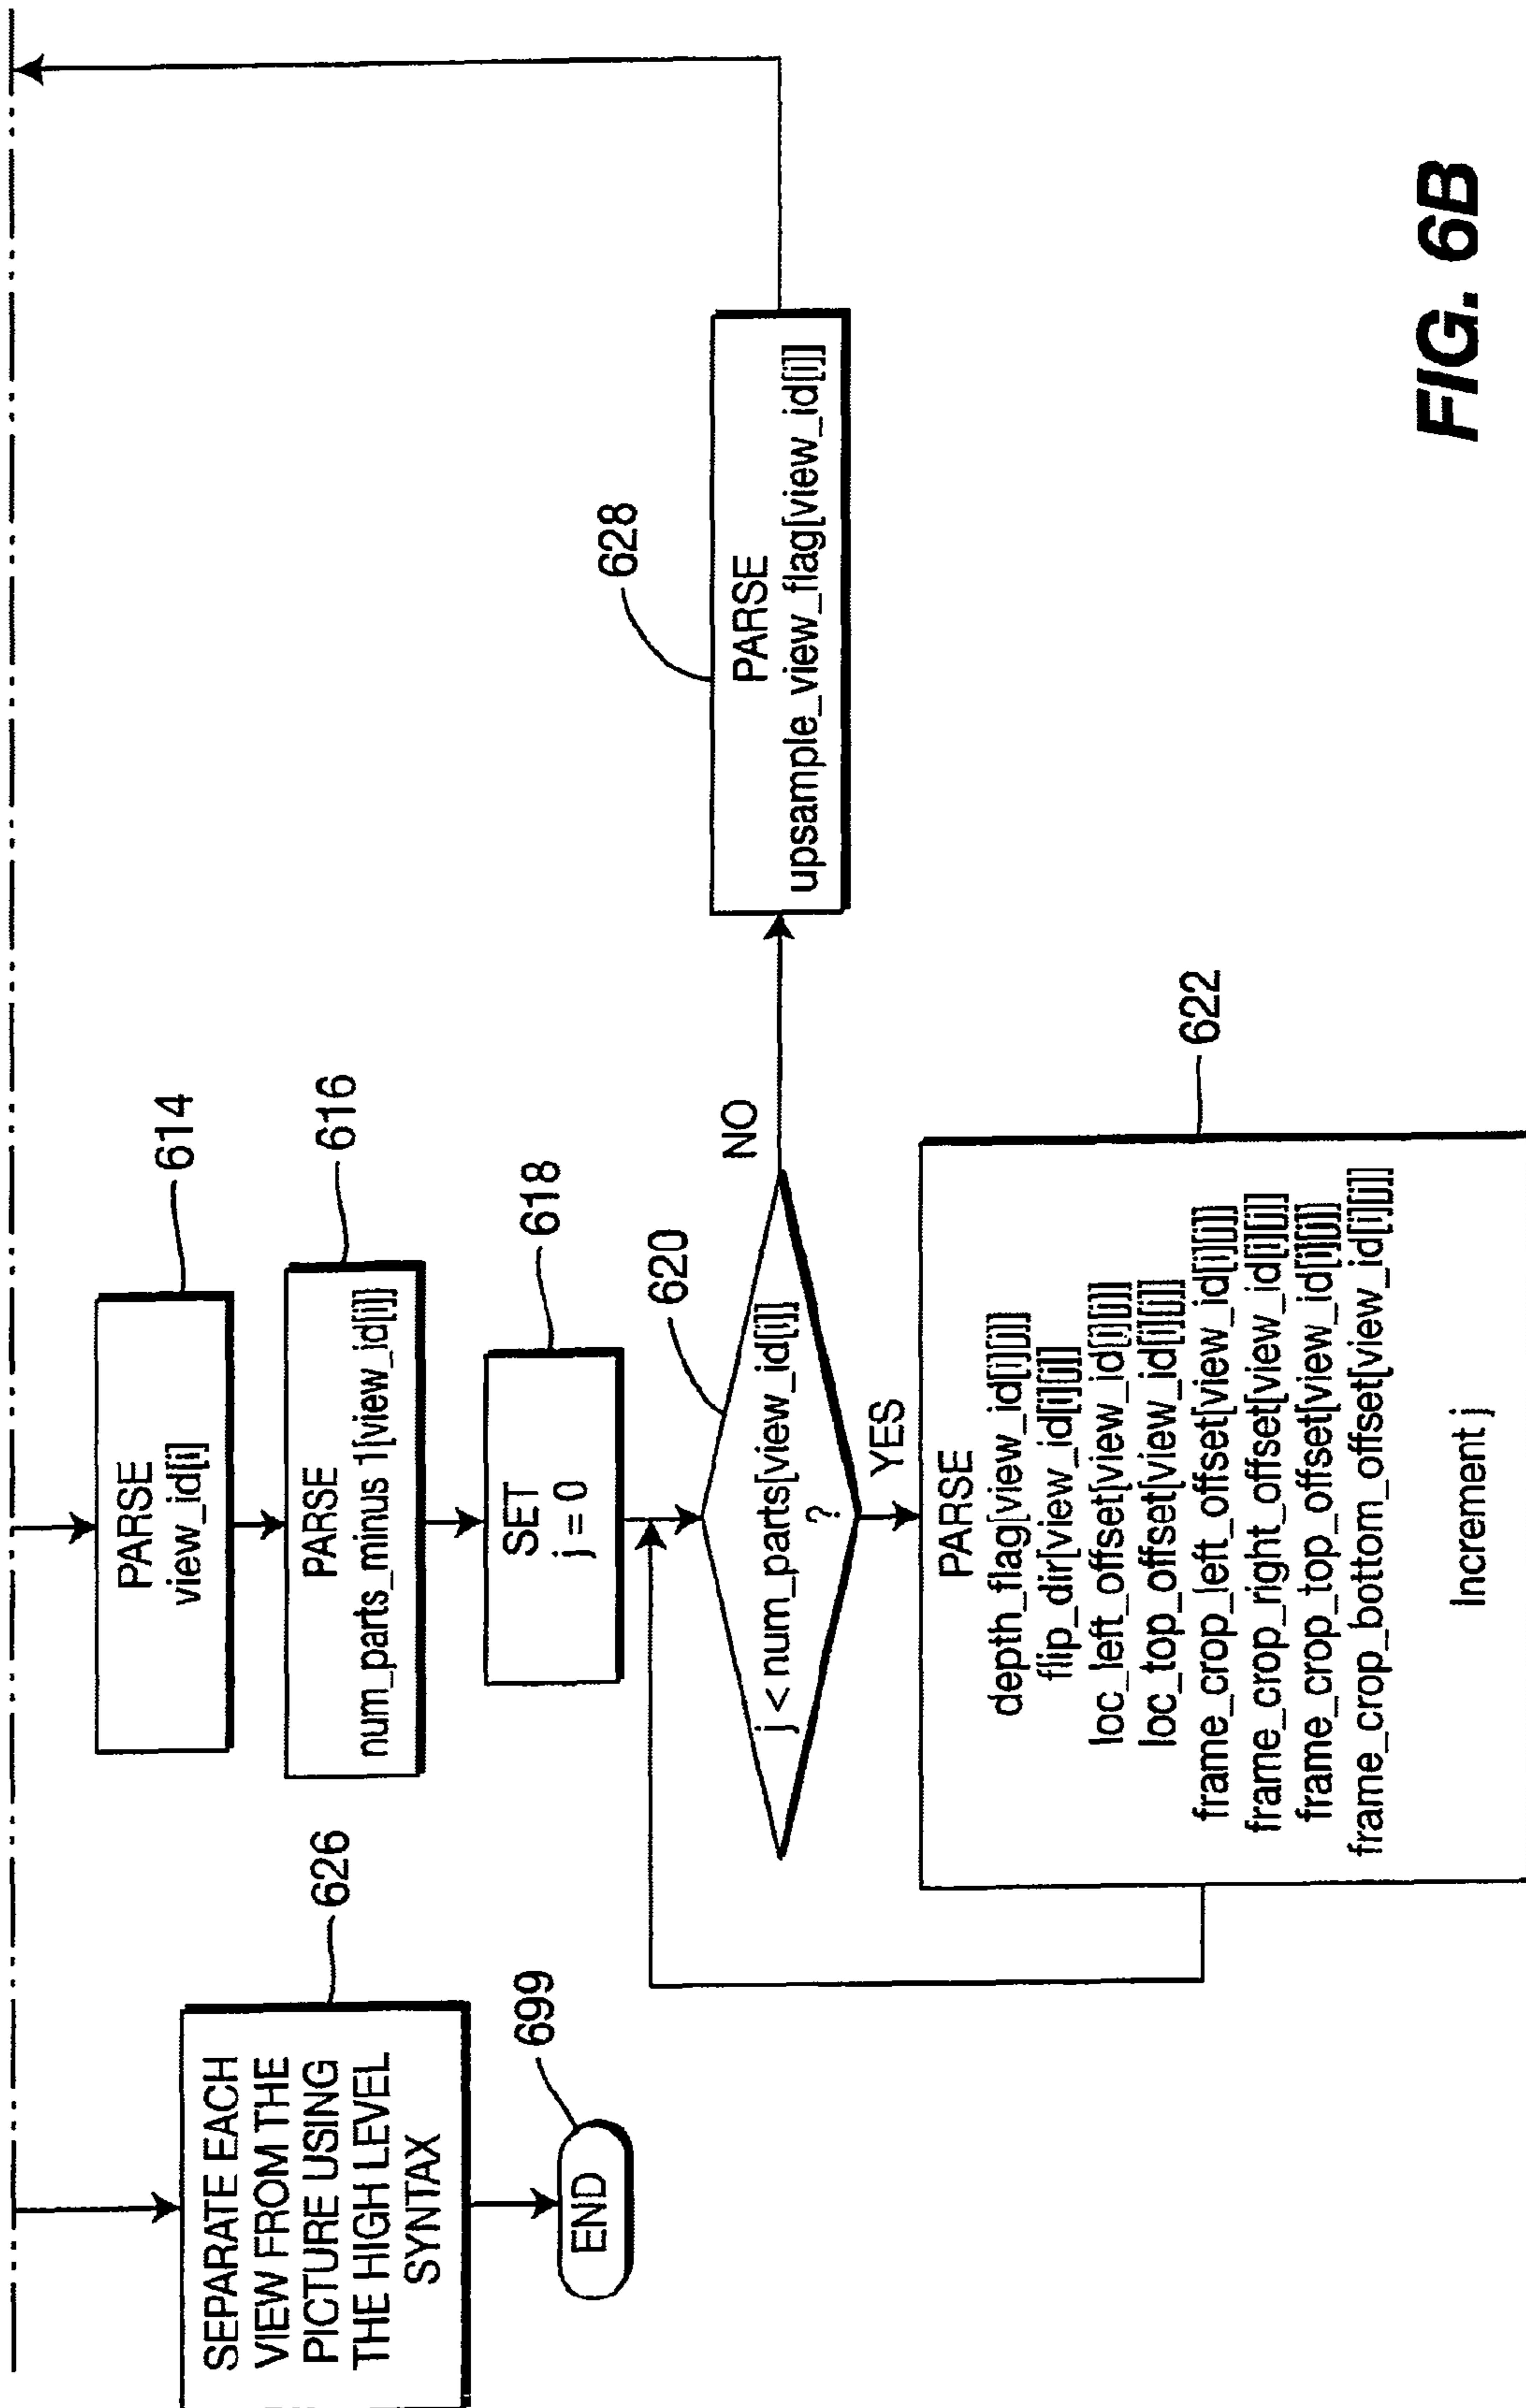 SEPARATE EACH
VIEW FROM THE
PICTURE USING
THE HIGH LEVEL
SYNTAX
626
END
699
PARSE
view_id[i]
614
PARSE
num_parts_minus 1[view_id[i]]
616
SET
j = 0
618
j < num_parts[view_id[i]]
?
620
NO
YES
PARSE
depth_flag[view_id[i][j]]
flip_dir[view_id[i][j]]
loc_left_offset[view_id[i][j]]
loc_top_offset[view_id[i][j]]
frame_crop_left_offset[view_id[i][j]]
frame_crop_right_offset[view_id[i][j]]
frame_crop_top_offset[view_id[i][j]]
frame_crop_bottom_offset[view_id[i][j]]
Increment j
622
PARSE
upsample_view_flag[view_id[i]]
628
FIG. 6B